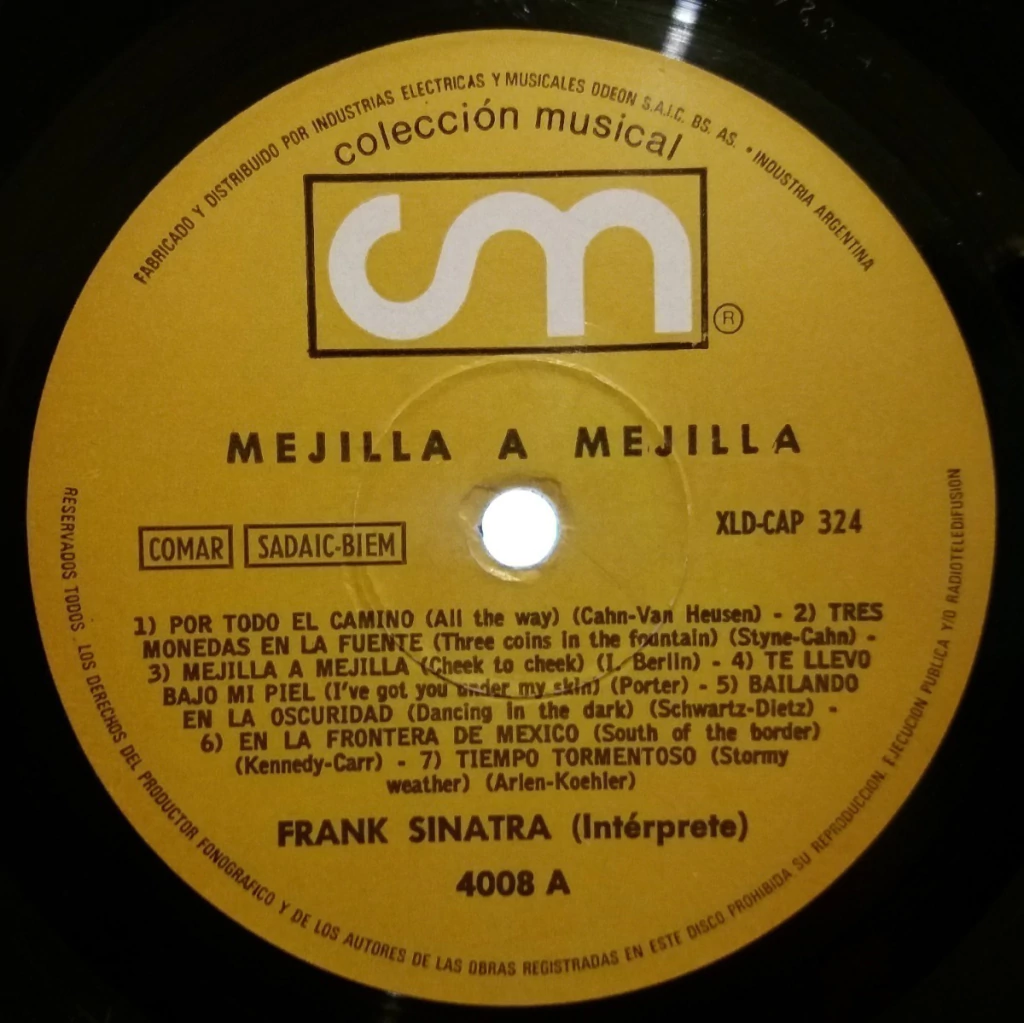 FABRICADO Y DISTRIBUIDO POR INDUSTRIAS ELECTRICAS Y MUSICALES ODEON S.A.I.C. BS. AS. • INDUSTRIA ARGENTINA
colección musical
cm
®
MEJILLA A MEJILLA
COMAR SADAIC-BIEM
XLD-CAP 324
1) POR TODO EL CAMINO (All the way) (Cahn-Van Heusen) - 2) TRES
MONEDAS EN LA FUENTE (Three coins in the fountain) (Styne-Cahn) -
3) MEJILLA A MEJILLA (Cheek to cheek) (I. Berlin) - 4) TE LLEVO
BAJO MI PIEL (I've got you under my skin) (Porter) - 5) BAILANDO
EN LA OSCURIDAD (Dancing in the dark) (Schwartz-Dietz) -
6) EN LA FRONTERA DE MEXICO (South of the border)
(Kennedy-Carr) - 7) TIEMPO TORMENTOSO (Stormy
weather) (Arlen-Koehler)
FRANK SINATRA (Intérprete)
4008 A
RESERVADOS TODOS LOS DERECHOS DEL PRODUCTOR FONOGRAFICO Y DE LOS AUTORES DE LAS OBRAS REGISTRADAS EN ESTE DISCO PROHIBIDA SU REPRODUCCION, EJECUCION PUBLICA Y/O RADIOTELEDIFUSION